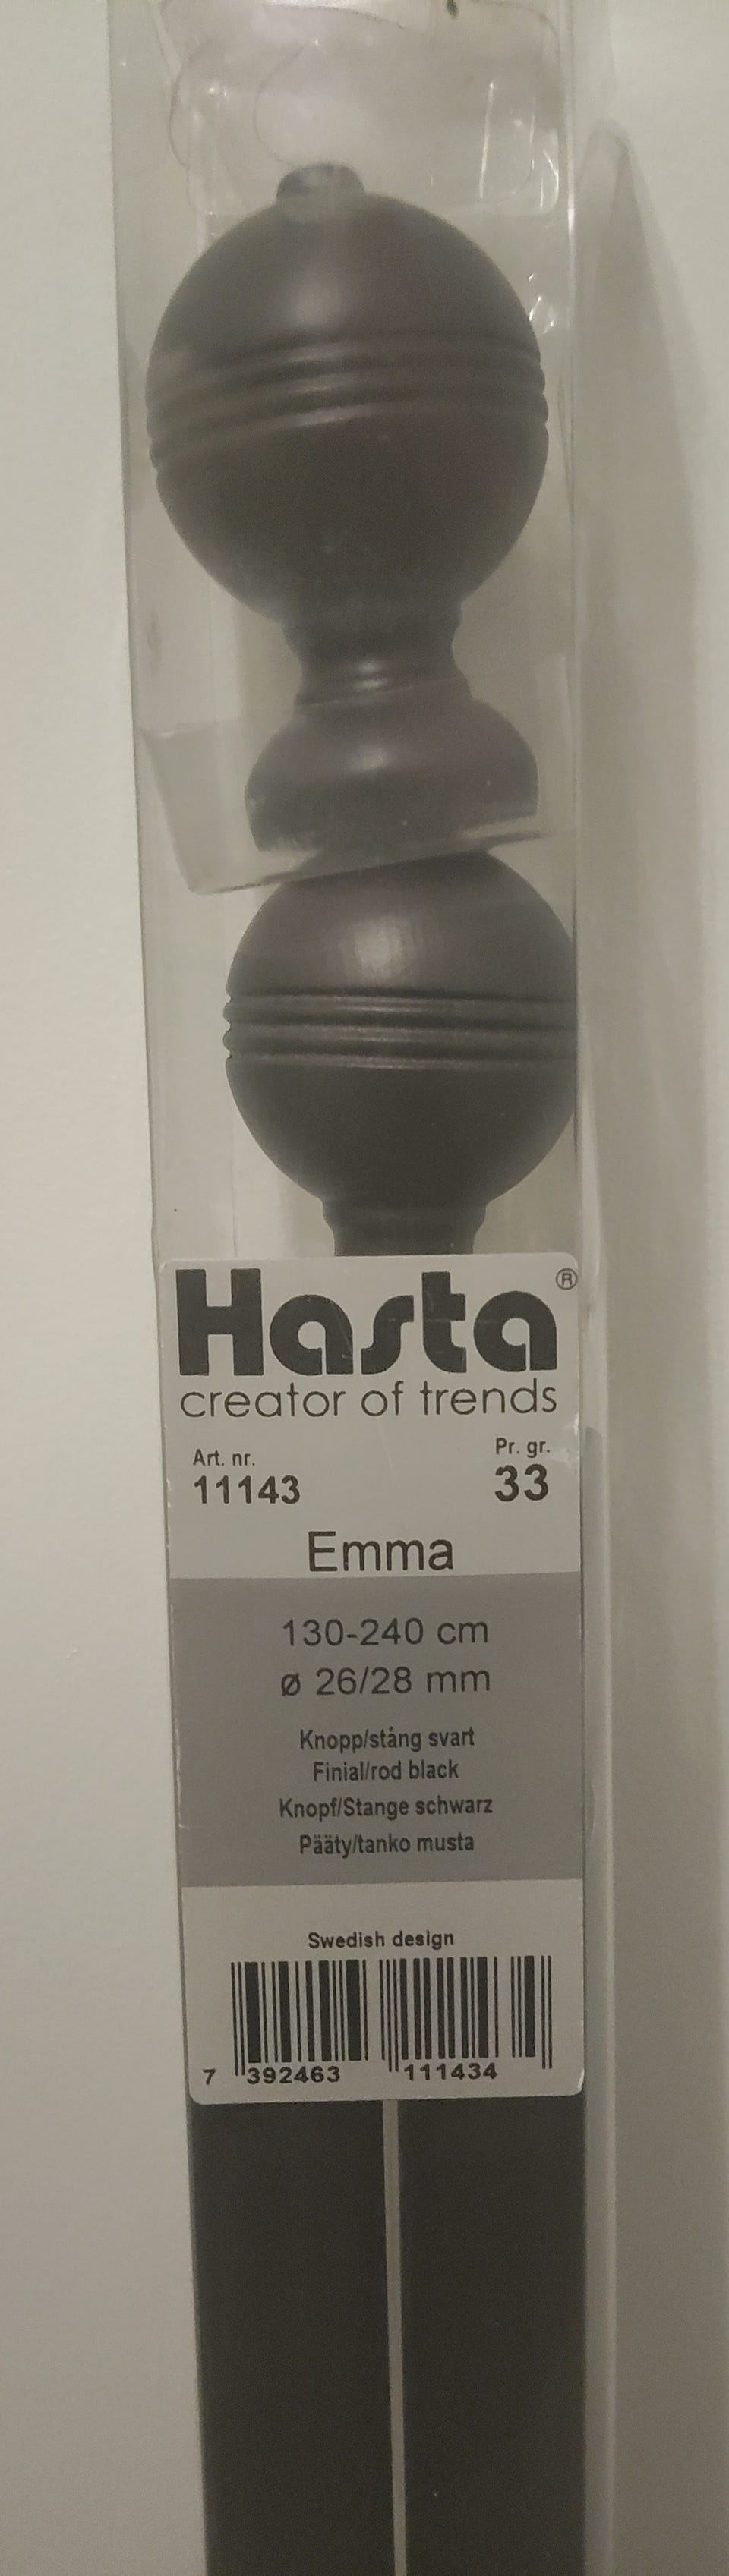 Hasta®
creator of trends
Art. nr. Pr. gr.
11143 33
Emma
130-240 cm
ø 26/28 mm
Knopp/stång svart
Finial/rod black
Knopf/Stange schwarz
Pääty/tanko musta
Swedish design
7 392463 111434